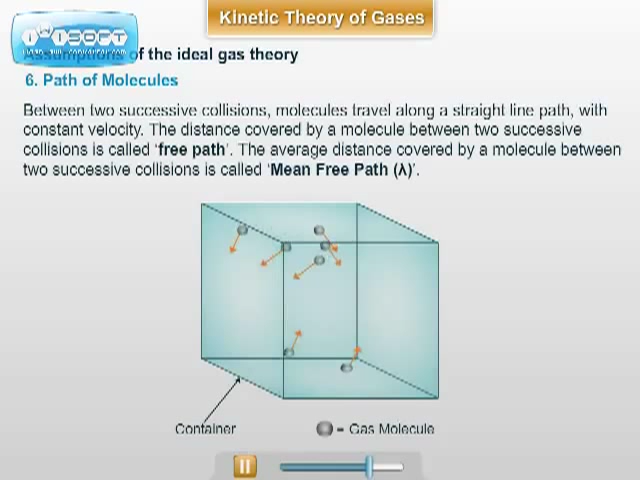 Kinetic Theory of Gases
Assumptions of the ideal gas theory
6. Path of Molecules
Between two successive collisions, molecules travel along a straight line path, with
constant velocity. The distance covered by a molecule between two successive
collisions is called ‘free path’. The average distance covered by a molecule between
two successive collisions is called ‘Mean Free Path (λ)’.
Container
= Gas Molecule